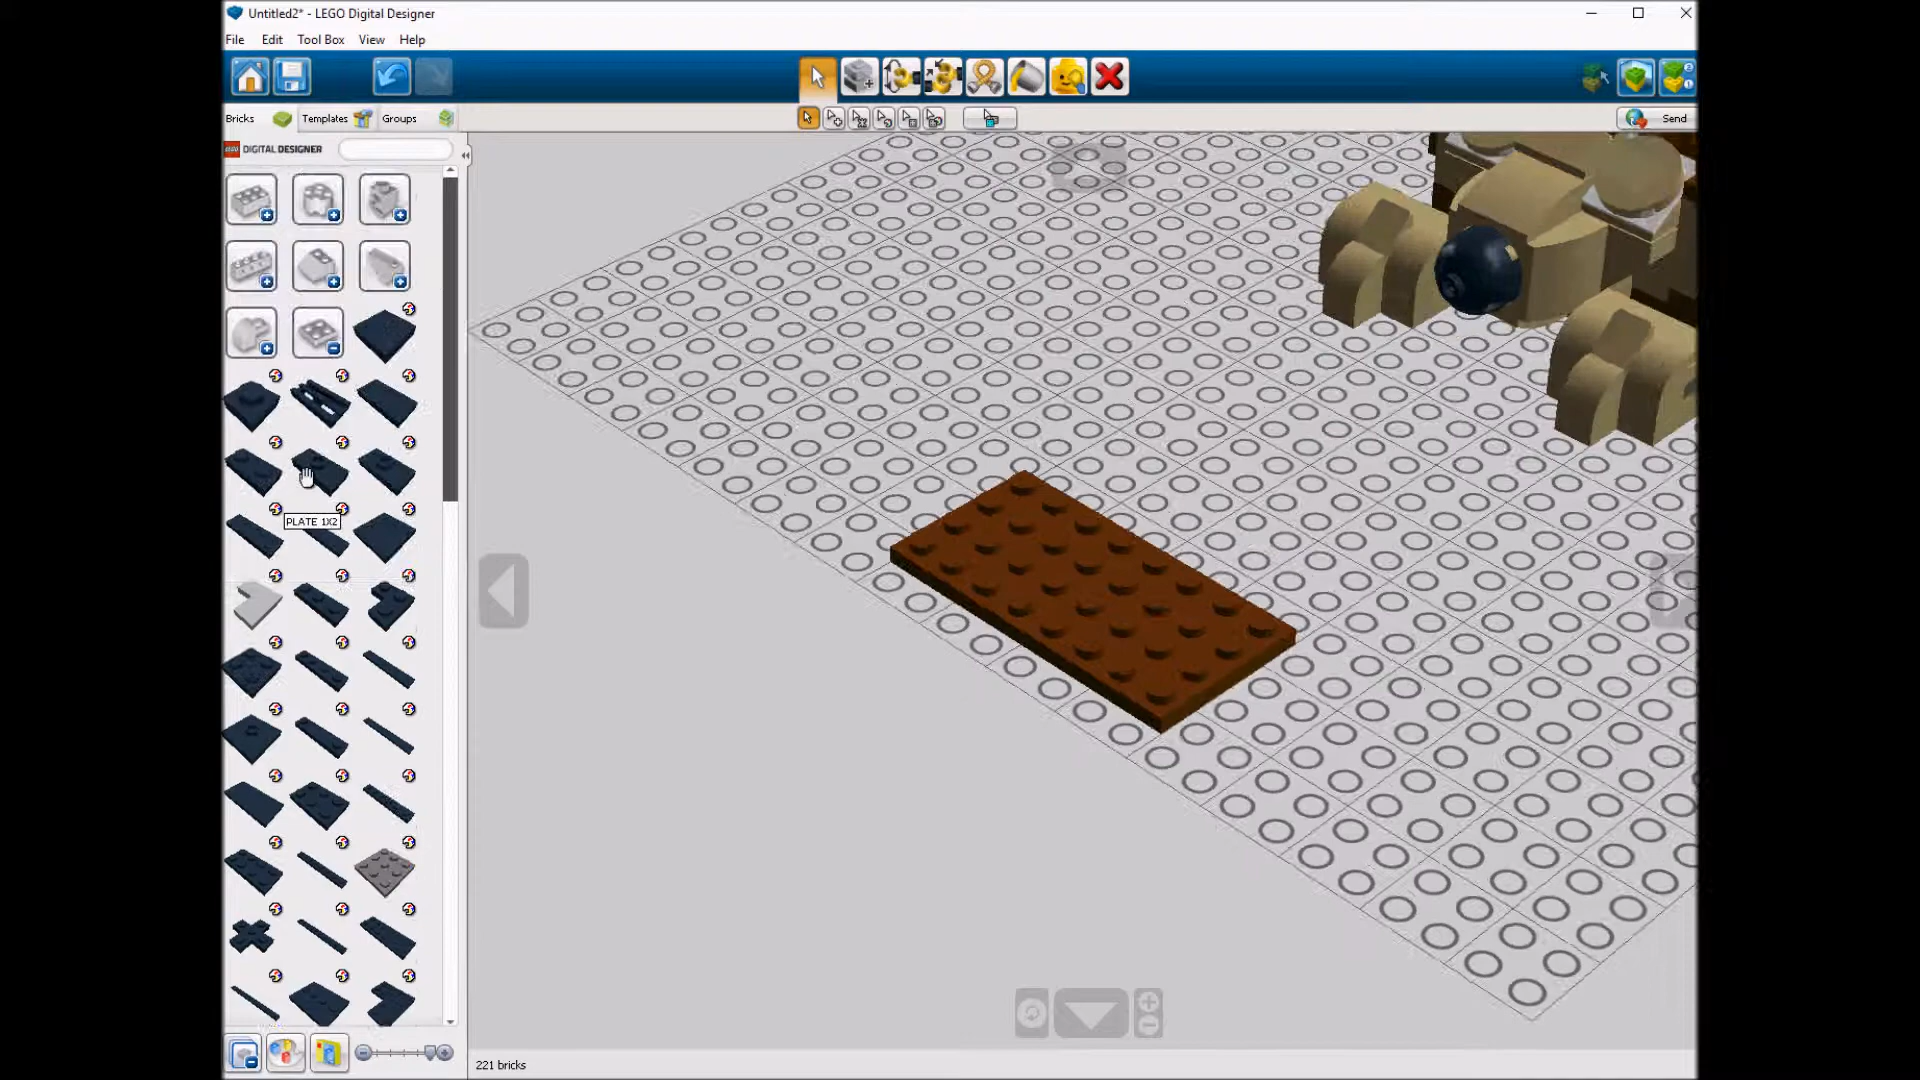 Untitled2* - LEGO Digital Designer
File Edit Tool Box View Help
Bricks Templates Groups
Send
LEGO DIGITAL DESIGNER
PLATE 1X2
221 bricks